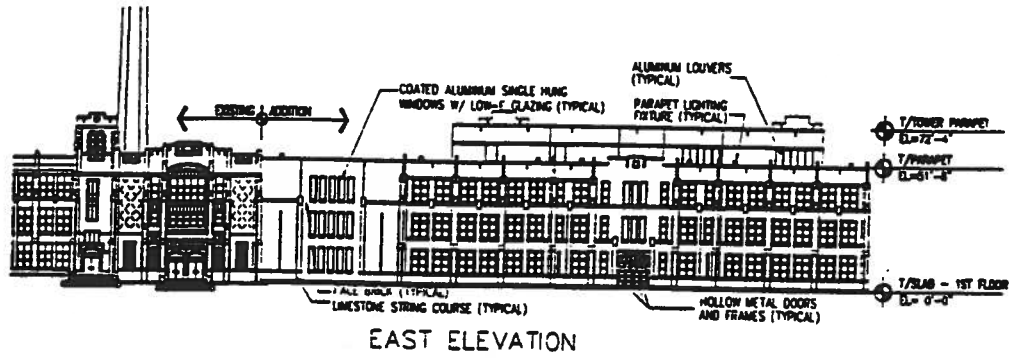 ALUMINUM LOUVERS
(TYPICAL)
COATED ALUMINUM SINGLE HUNG
WINDOWS W/ LOW-E GLAZING (TYPICAL)
EXISTING
ADDITION
PARAPET LIGHTING
FIXTURE (TYPICAL)
T/TOWER PARAPET
EL=72'-4"
T/PARAPET
T/SLAB - 1ST FLOOR
EL= 0'-0"
FACE BRICK (TYPICAL)
LIMESTONE STRING COURSE (TYPICAL)
HOLLOW METAL DOORS
AND FRAMES (TYPICAL)
EAST ELEVATION